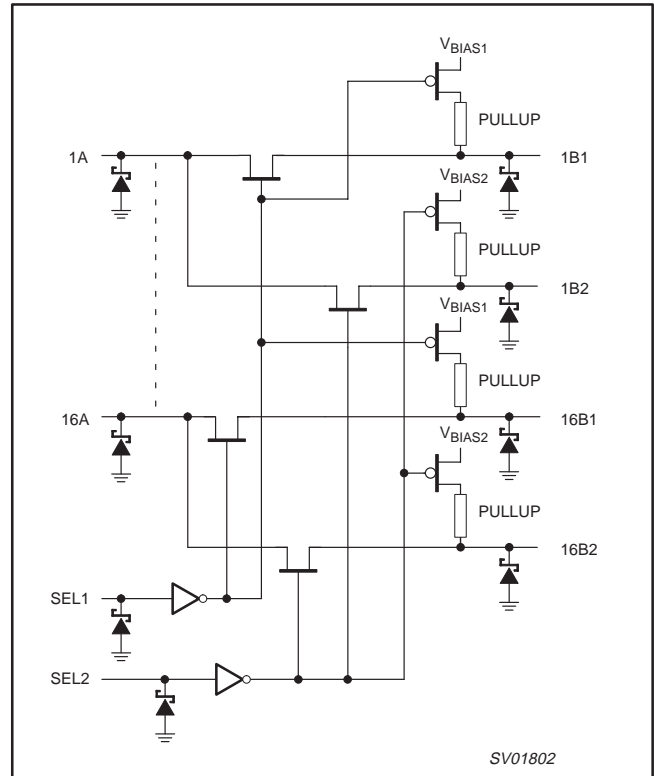 VBIAS1
PULLUP
1A
1B1
VBIAS2
PULLUP
1B2
VBIAS1
PULLUP
16A
16B1
VBIAS2
PULLUP
16B2
SEL1
SEL2
SV01802